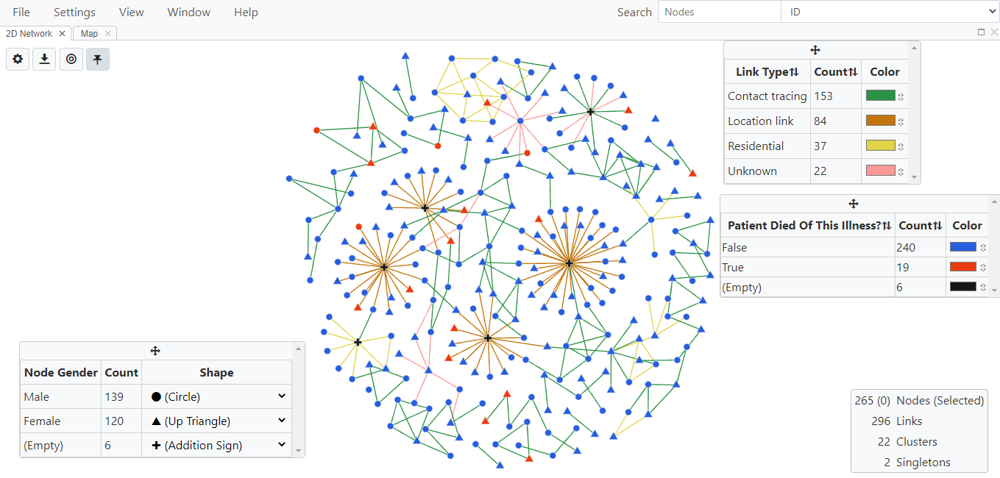 File Settings View Window Help Search Nodes ID
2D Network × Map ×
Link Type Count Color
Contact tracing 153
Location link 84
Residential 37
Unknown 22
Patient Died Of This Illness? Count Color
False 240
True 19
(Empty) 6
Node Gender Count Shape
Male 139 (Circle)
Female 120 (Up Triangle)
(Empty) 6 (Addition Sign)
265 (0) Nodes (Selected)
296 Links
22 Clusters
2 Singletons